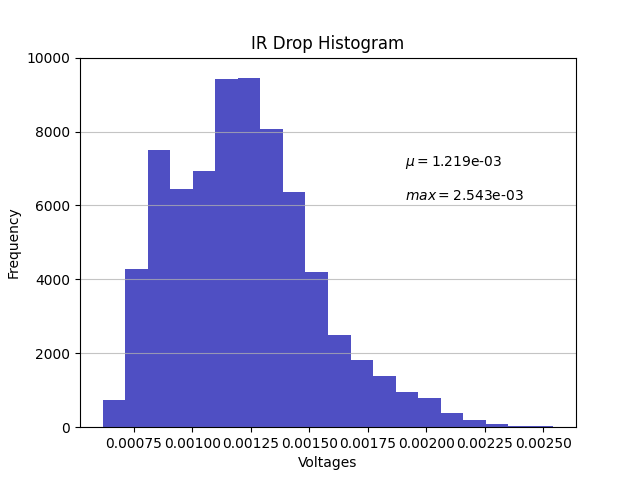 IR Drop Histogram
10000
8000
6000
4000
2000
0
Frequency
μ = 1.219e-03
max = 2.543e-03
0.00075 0.00100 0.00125 0.00150 0.00175 0.00200 0.00225 0.00250
Voltages